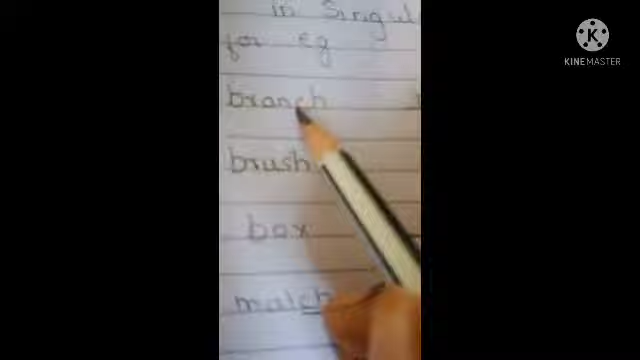 in Singul
for eg
branch
brush
box
match
KINEMASTER